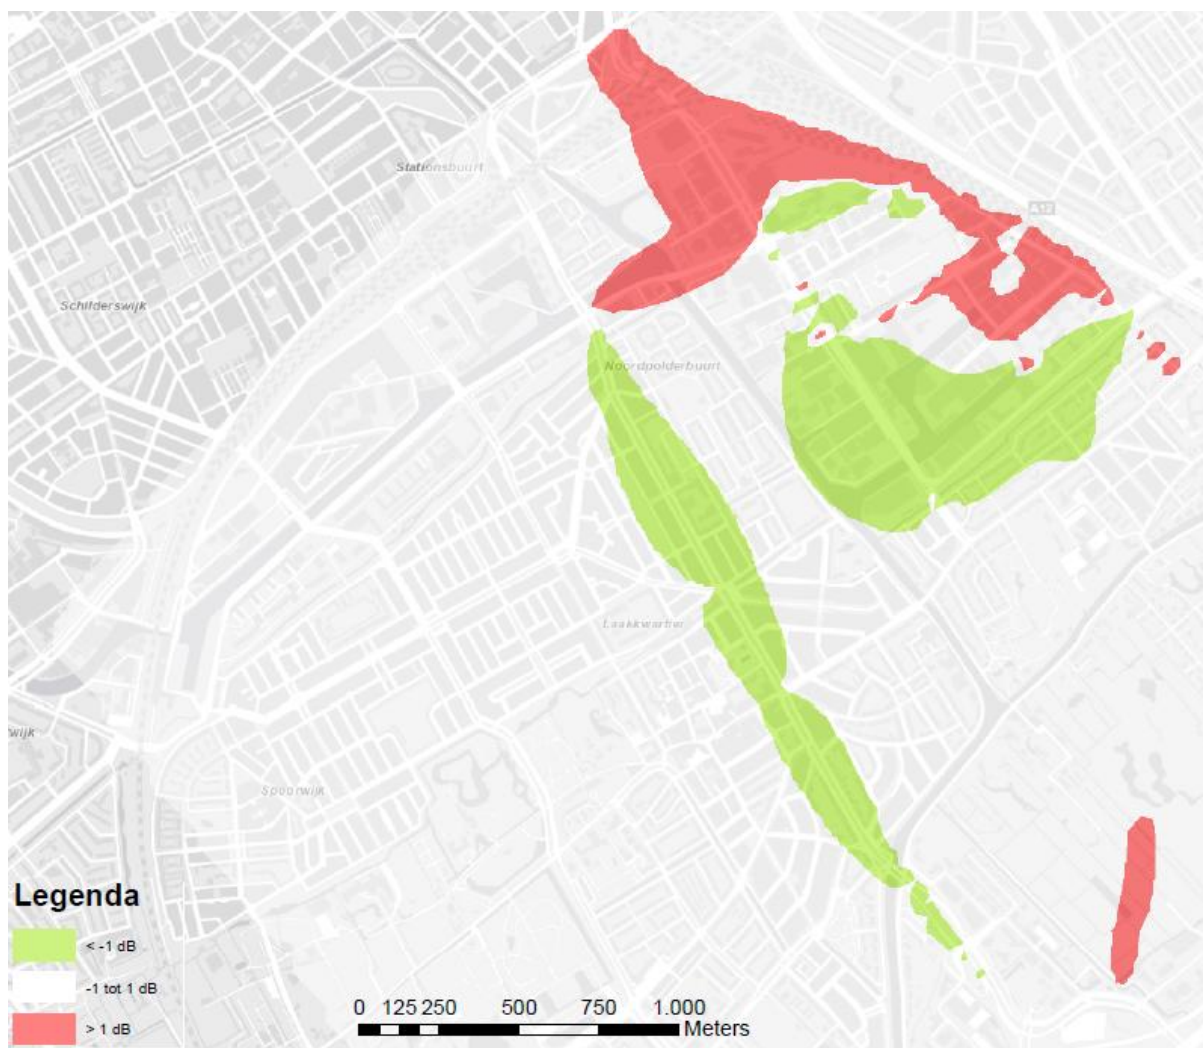 Stationsbuurt
A12
Schilderswijk
Noordpolderbuurt
Laakkwartier
wijk
Spoorwijk
Legenda
< -1 dB
-1 tot 1 dB
> 1 dB
0 125 250 500 750 1.000
Meters